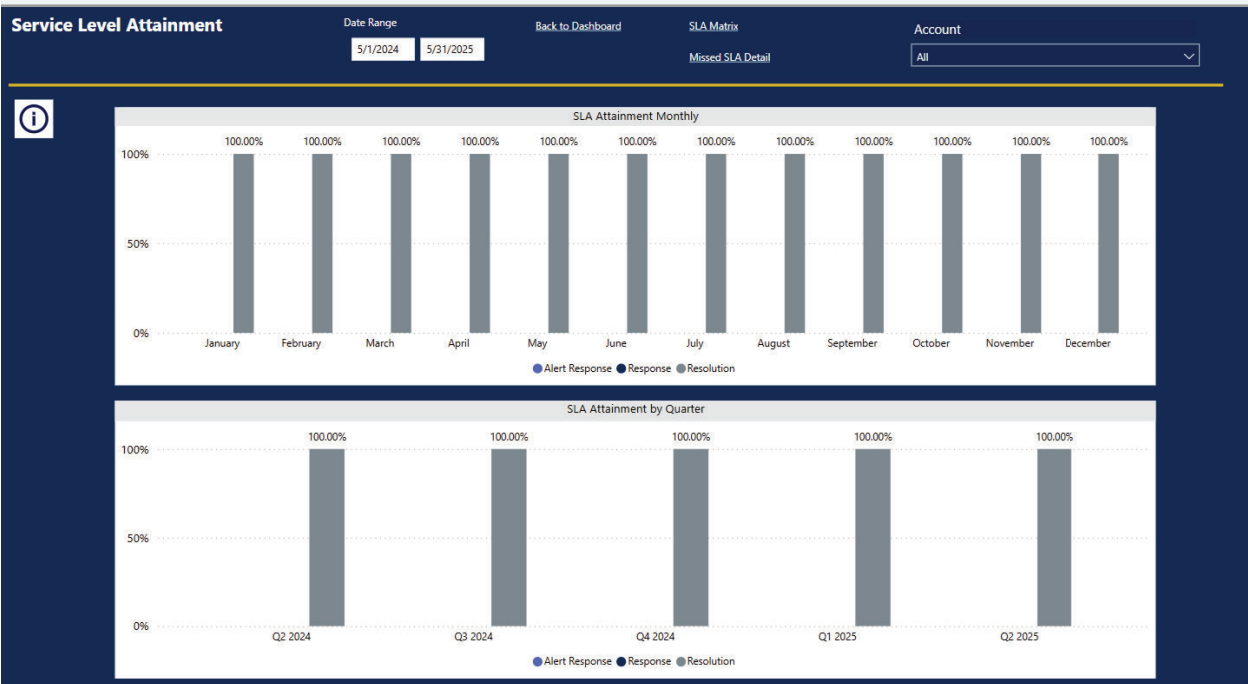 Service Level Attainment
Date Range
5/1/2024 5/31/2025
Back to Dashboard
SLA Matrix
Missed SLA Detail
Account
All
SLA Attainment Monthly
100.00% 100.00% 100.00% 100.00% 100.00% 100.00% 100.00% 100.00% 100.00% 100.00% 100.00% 100.00%
100%
50%
0%
January February March April May June July August September October November December
Alert Response Response Resolution
SLA Attainment by Quarter
100.00% 100.00% 100.00% 100.00% 100.00%
100%
50%
0%
Q2 2024 Q3 2024 Q4 2024 Q1 2025 Q2 2025
Alert Response Response Resolution